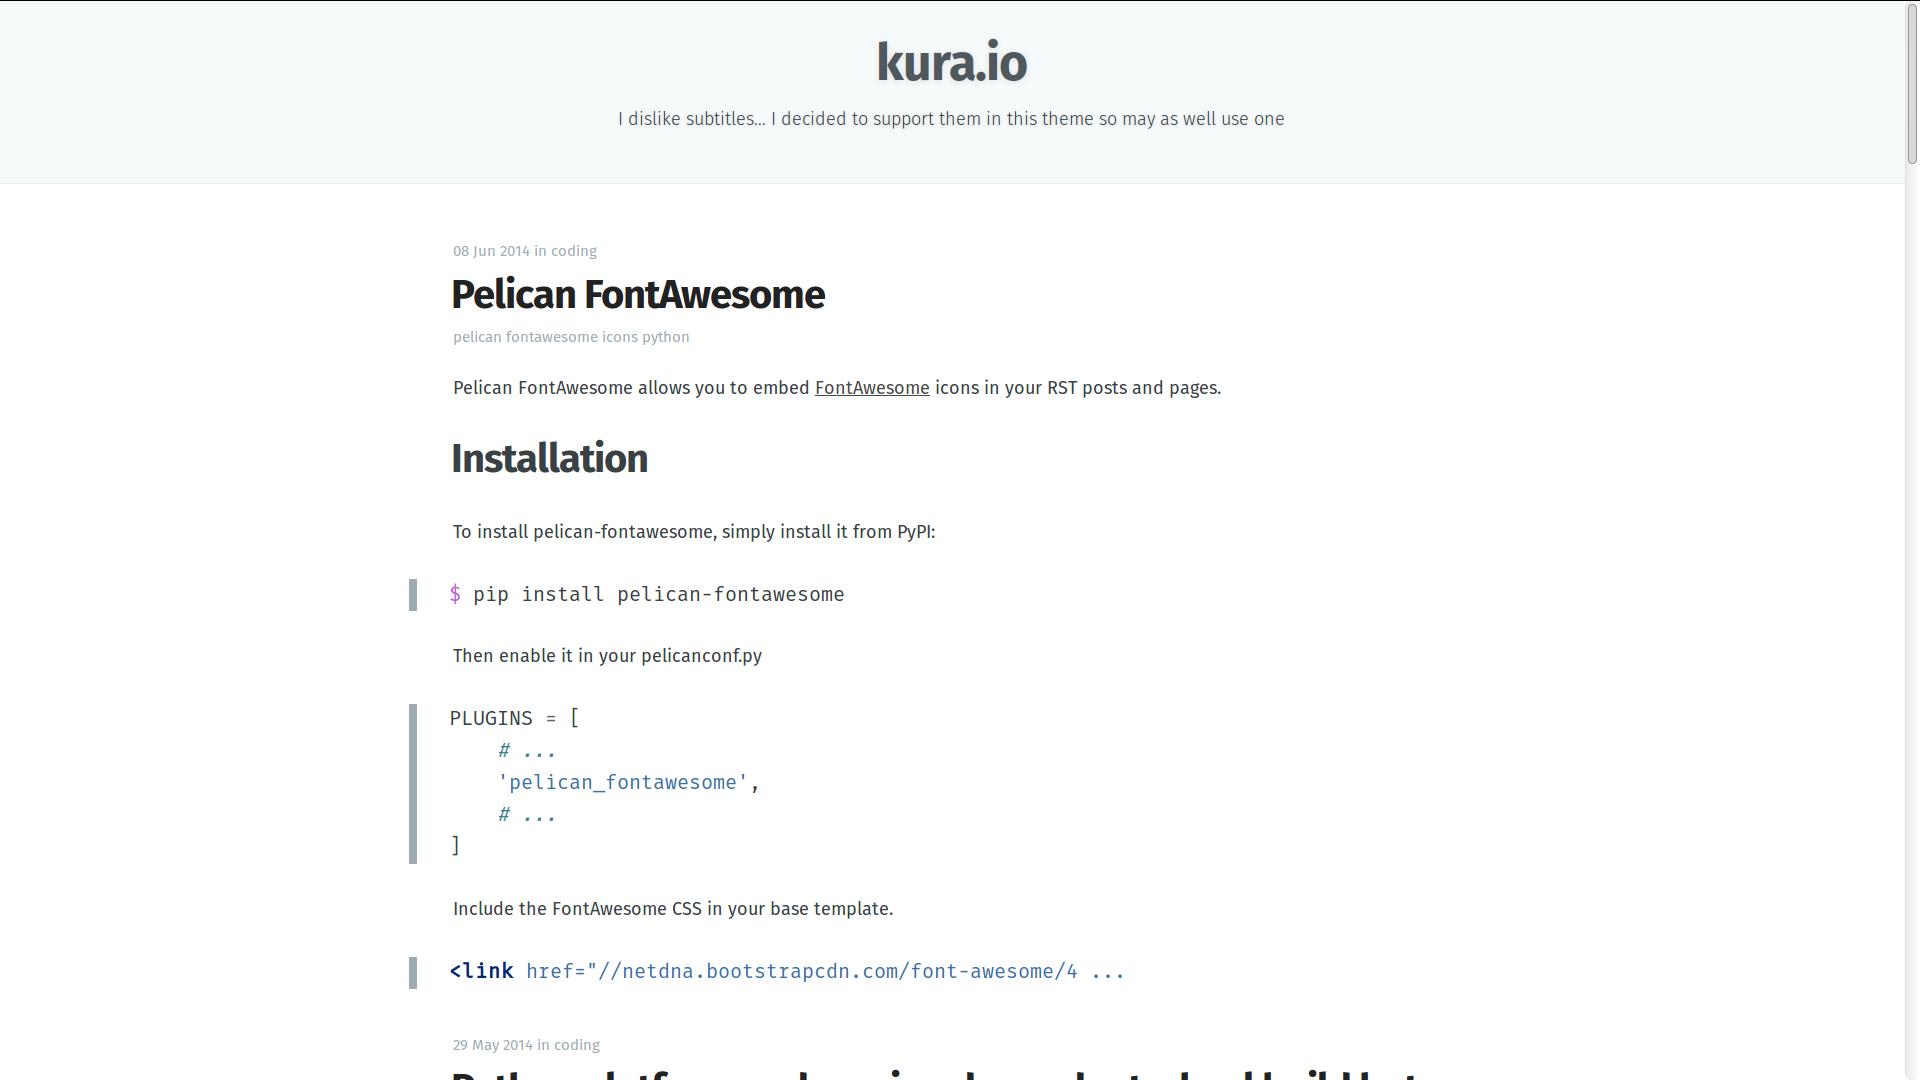 kura.io
I dislike subtitles... I decided to support them in this theme so may as well use one
08 Jun 2014 in coding
Pelican FontAwesome
pelican fontawesome icons python
Pelican FontAwesome allows you to embed FontAwesome icons in your RST posts and pages.
Installation
To install pelican-fontawesome, simply install it from PyPI:
$ pip install pelican-fontawesome
Then enable it in your pelicanconf.py
PLUGINS = [
    # ...
    'pelican_fontawesome',
    # ...
]
Include the FontAwesome CSS in your base template.
<link href="//netdna.bootstrapcdn.com/font-awesome/4 ...
29 May 2014 in coding